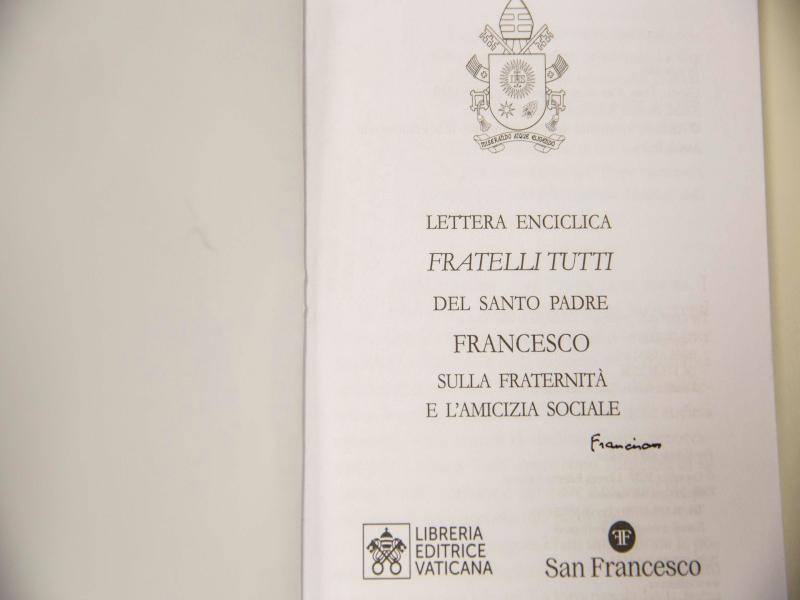 IHS
MISERANDO ATQUE ELIGENDO
LETTERA ENCICLICA
FRATELLI TUTTI
DEL SANTO PADRE
FRANCESCO
SULLA FRATERNITÀ
E L'AMICIZIA SOCIALE
Franciscus
LIBRERIA
EDITRICE
VATICANA
San Francesco